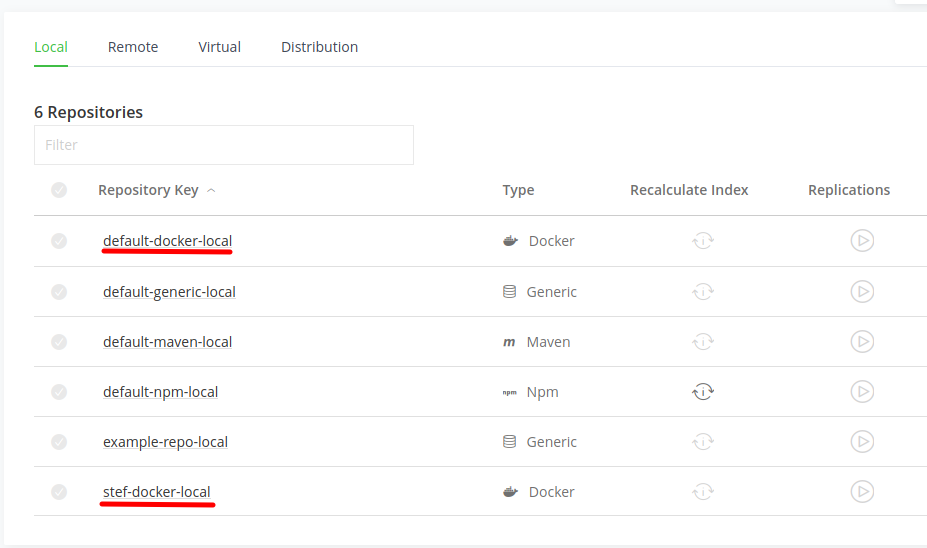 Local Remote Virtual Distribution
6 Repositories
Filter
Repository Key Type Recalculate Index Replications
default-docker-local Docker
default-generic-local Generic
default-maven-local m Maven
default-npm-local npm Npm
example-repo-local Generic
stef-docker-local Docker